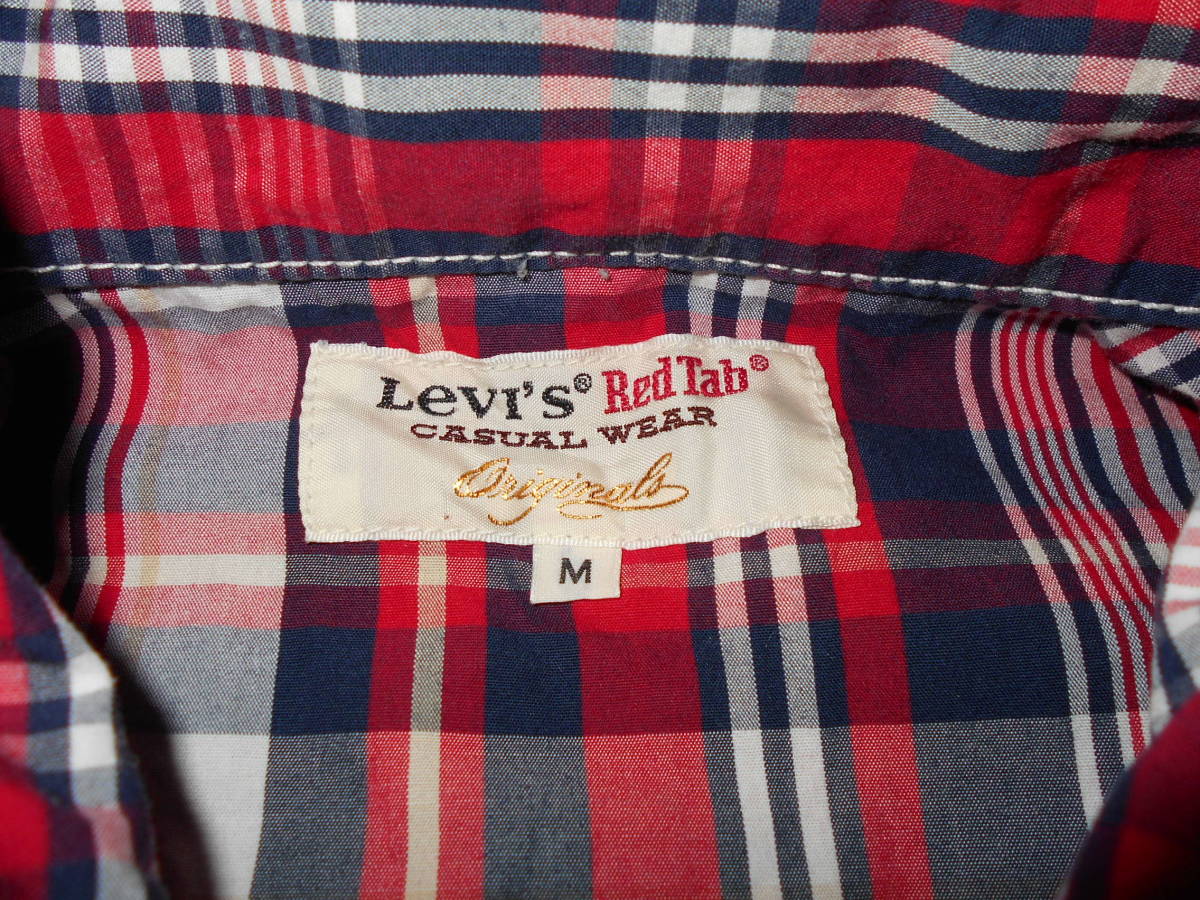 Levi's® Red Tab®
CASUAL WEAR
Originals
M